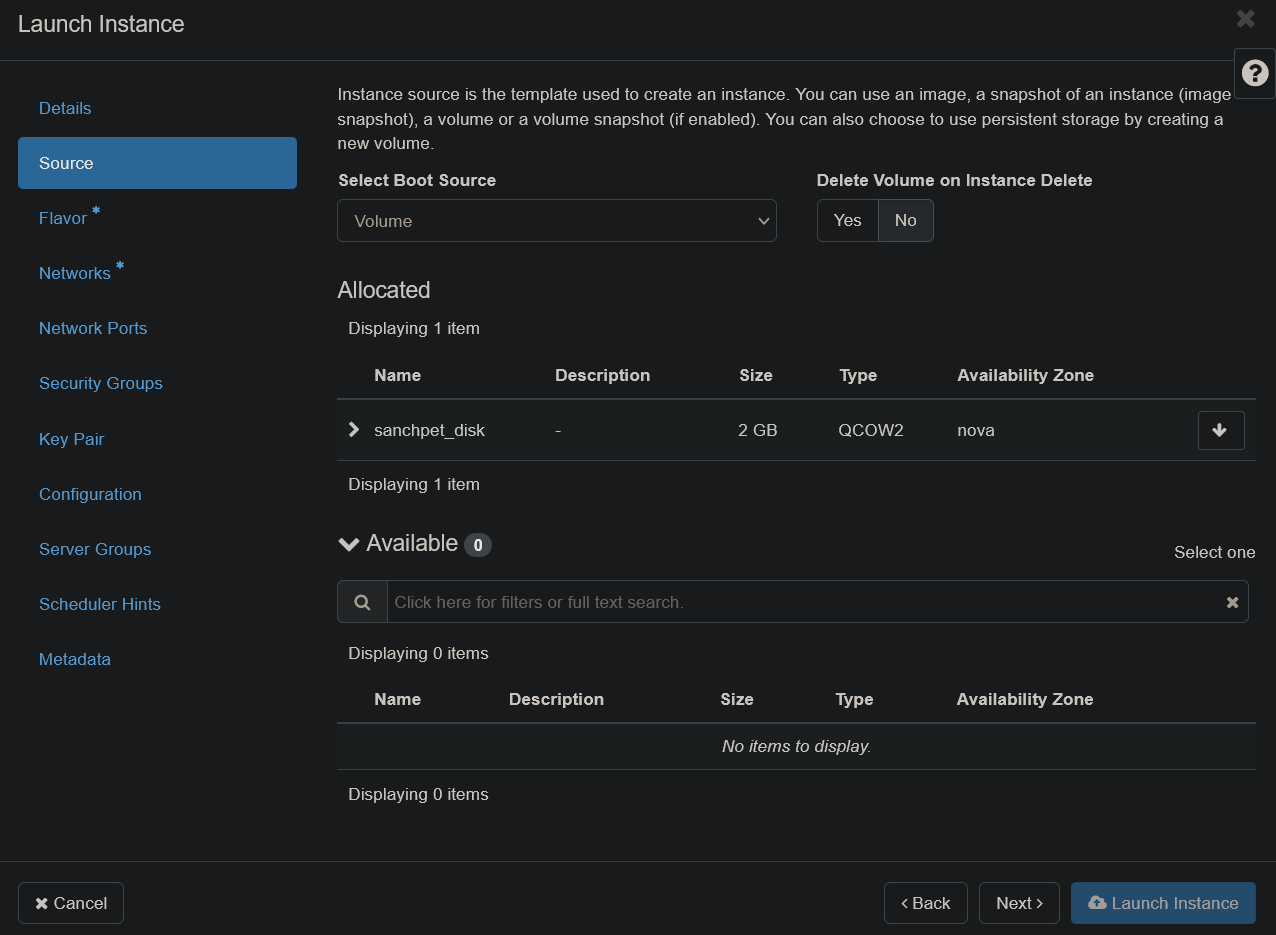 Launch Instance
Details
Source
Flavor *
Networks *
Network Ports
Security Groups
Key Pair
Configuration
Server Groups
Scheduler Hints
Metadata
Instance source is the template used to create an instance. You can use an image, a snapshot of an instance (image
snapshot), a volume or a volume snapshot (if enabled). You can also choose to use persistent storage by creating a
new volume.
Select Boot Source
Volume
Delete Volume on Instance Delete
Yes No
Allocated
Displaying 1 item
Name Description Size Type Availability Zone
sanchpet_disk - 2 GB QCOW2 nova
Displaying 1 item
Available 0
Select one
Click here for filters or full text search.
Displaying 0 items
Name Description Size Type Availability Zone
No items to display.
Displaying 0 items
Cancel
< Back
Next >
Launch Instance